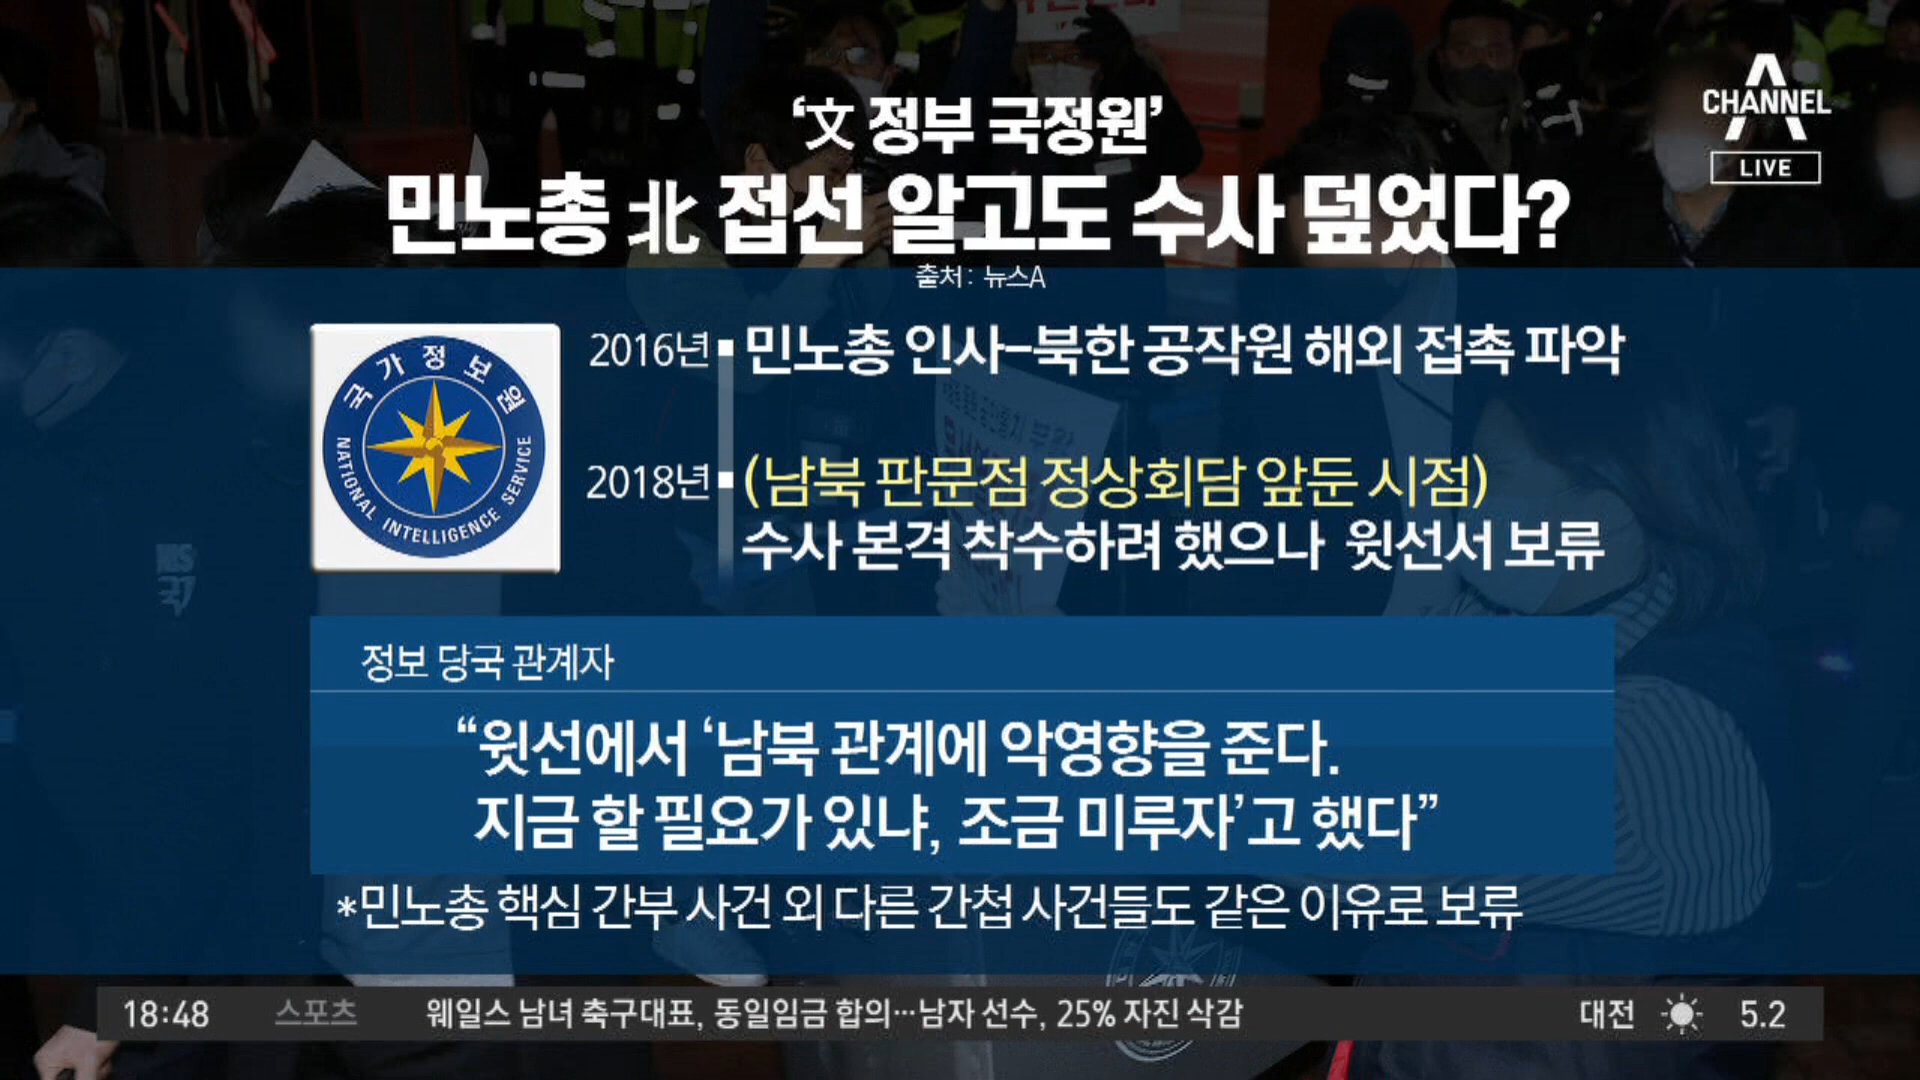 CHANNEL A
LIVE
‘文 정부 국정원’
민노총 北 접선 알고도 수사 덮었다?
출처 : 뉴스A
국가정보원
NATIONAL INTELLIGENCE SERVICE
2016년 민노총 인사-북한 공작원 해외 접촉 파악
2018년 (남북 판문점 정상회담 앞둔 시점)
수사 본격 착수하려 했으나 윗선서 보류
정보 당국 관계자
“윗선에서 ‘남북 관계에 악영향을 준다.
지금 할 필요가 있냐, 조금 미루자’고 했다”
*민노총 핵심 간부 사건 외 다른 간첩 사건들도 같은 이유로 보류
18:48 스포츠 웨일스 남녀 축구대표, 동일임금 합의…남자 선수, 25% 자진 삭감 대전 5.2